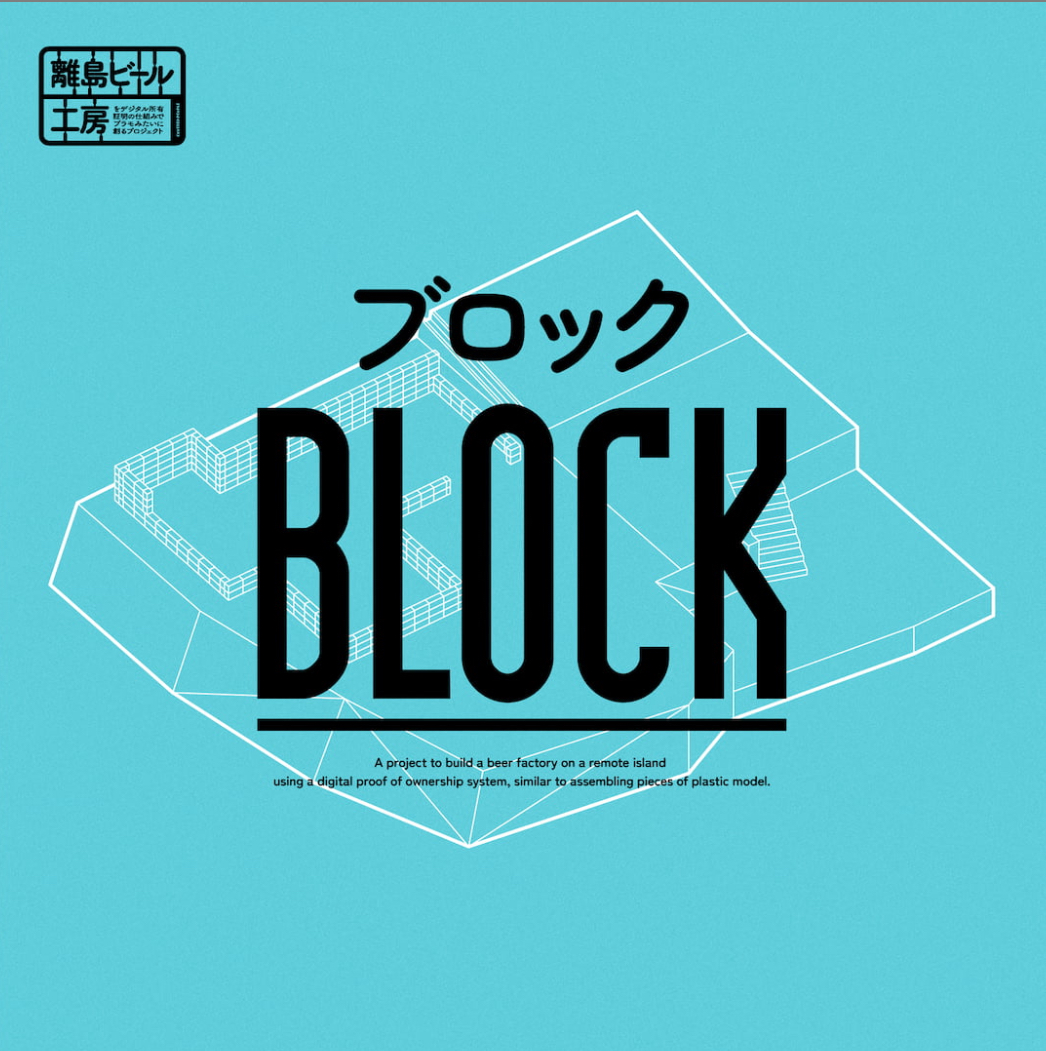 離島ビール
工房
をデジタル所有
証明の仕組みで
プラモみたいに
創るプロジェクト
ブロック
BLOCK
A project to build a beer factory on a remote island
using a digital proof of ownership system, similar to assembling pieces of plastic model.